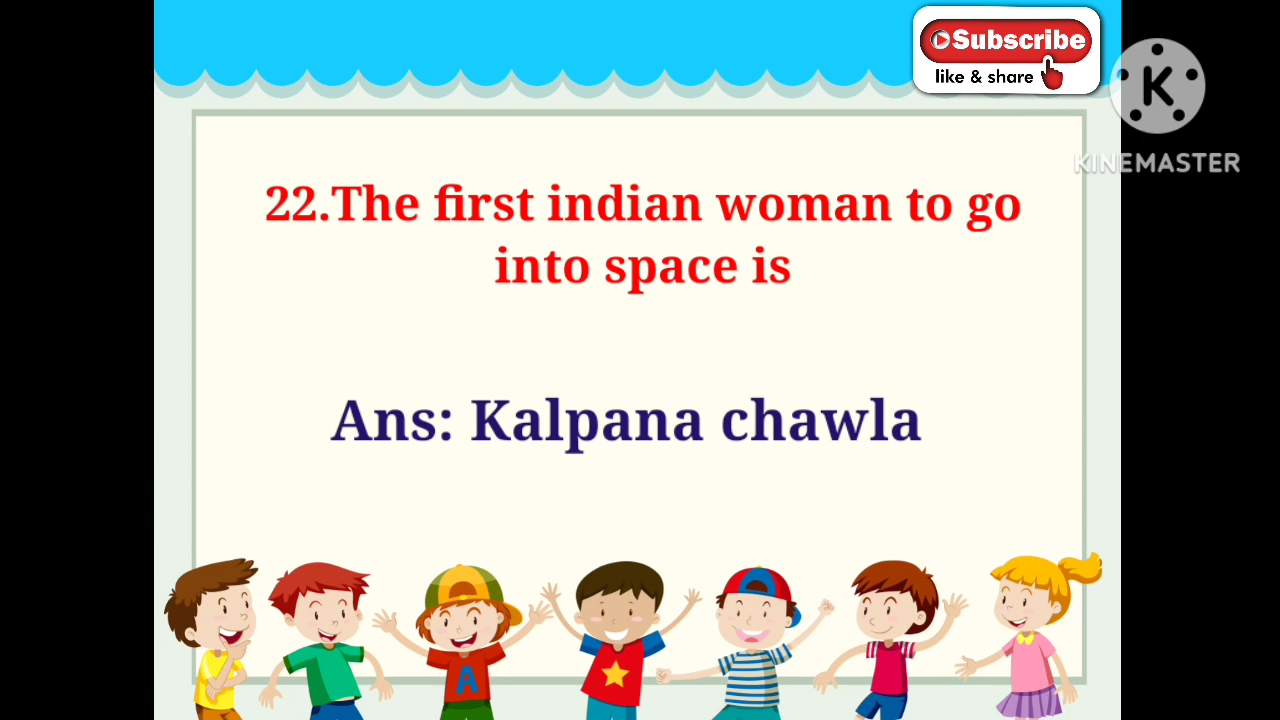 Subscribe
like & share
KINEMASTER
22.The first indian woman to go
into space is
Ans: Kalpana chawla
A